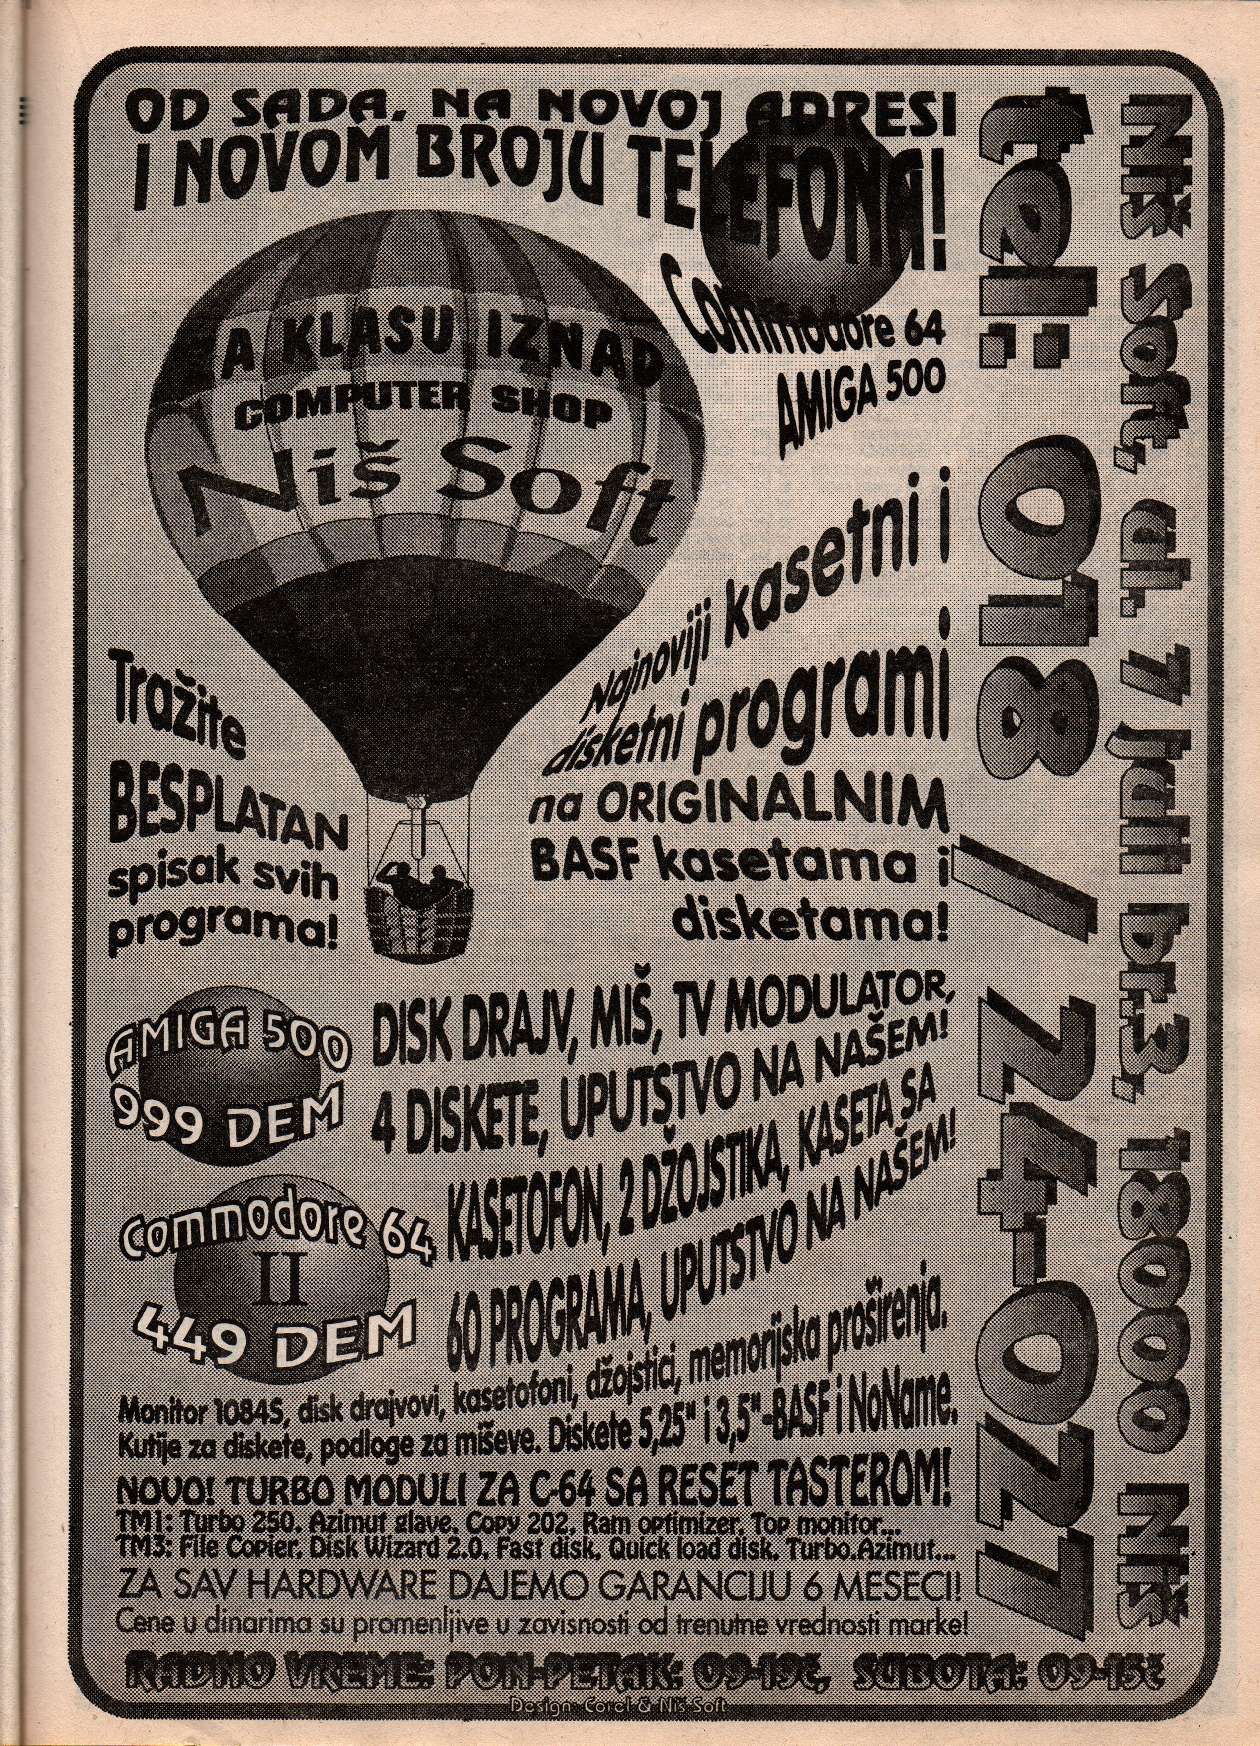 OD SADA, NA NOVOJ ADRESI
I NOVOM BROJU TELEFONA!
Commodore 64
AMIGA 500
A KLASU IZNAD
COMPUTER SHOP
Niš Soft
Najnoviji kasetni i
disketni programi
na ORIGINALNIM
BASF kasetama i
disketama!
Tražite
BESPLATAN
spisak svih
programa!
AMIGA 500
999 DEM
DISK DRAJV, MIŠ, TV MODULATOR,
4 DISKETE, UPUTSTVO NA NAŠEM!
Commodore 64
II
449 DEM
KASETOFON, 2 DŽOJSTIKA, KASETA SA
60 PROGRAMA, UPUTSTVO NA NAŠEM!
Monitor 1084S, disk drajvovi, kasetofoni, džojstici, memorijska proširenja.
Kutije za diskete, podloge za miševe. Diskete 5,25" i 3,5"-BASF i NoName.
NOVO! TURBO MODULI ZA C-64 SA RESET TASTEROM!
TM1: Turbo 250, Azimut glave, Copy 202, Ram optimizer, Top monitor...
TM3: File Copier, Disk Wizard 2.0, Fast disk, Quick load disk, Turbo,Azimut...
ZA SAV HARDWARE DAJEMO GARANCIJU 6 MESECI!
Cene u dinarima su promenljive u zavisnosti od trenutne vrednosti marke!
RADNO VREME: PON-PETAK: 09-19č, SUBOTA: 09-15č
Design: Corel & Niš Soft
tel: 018 / 24-027
Niš Soft, ul. 7 juli br.3, 18000 NIŠ